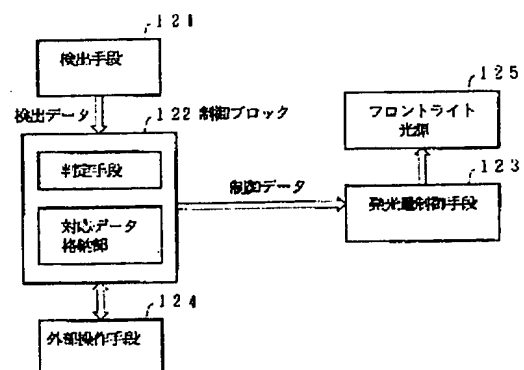 121
検出手段
検出データ
122 制御ブロック
判定手段
対応データ
格納部
制御データ
125
フロントライト
光源
123
発光量制御手段
124
外部操作手段